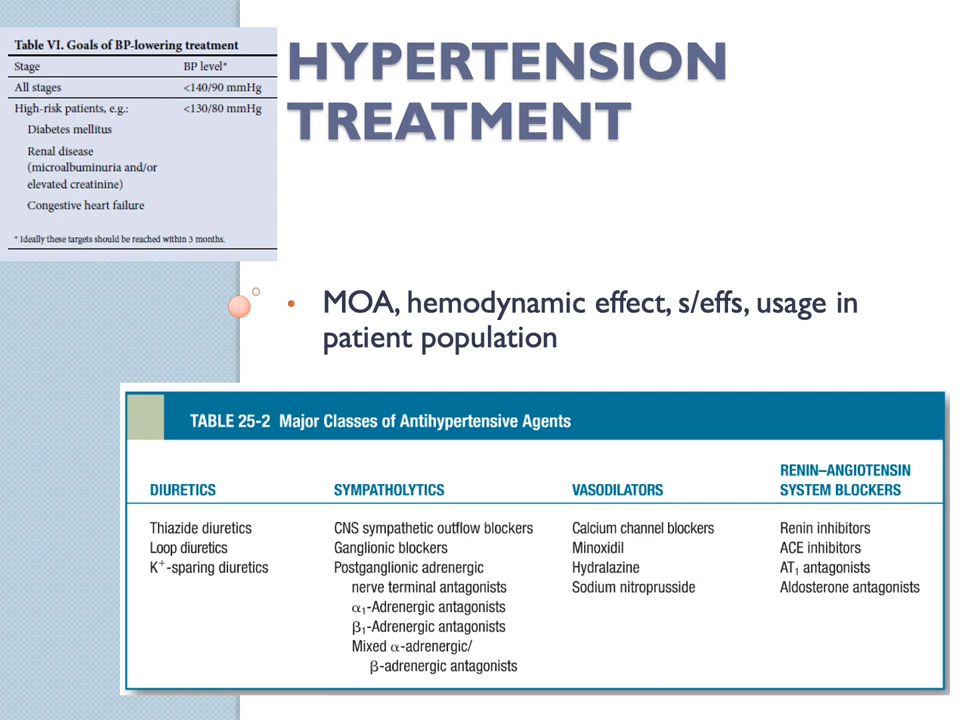 Table VI. Goals of BP-lowering treatment
Stage BP level*
All stages <140/90 mmHg
High-risk patients, e.g.: <130/80 mmHg
Diabetes mellitus
Renal disease
(microalbuminuria and/or
elevated creatinine)
Congestive heart failure
* Ideally these targets should be reached within 3 months.
HYPERTENSION
TREATMENT
• MOA, hemodynamic effect, s/effs, usage in
patient population
TABLE 25-2 Major Classes of Antihypertensive Agents
DIURETICS
Thiazide diuretics
Loop diuretics
K⁺-sparing diuretics
SYMPATHOLYTICS
CNS sympathetic outflow blockers
Ganglionic blockers
Postganglionic adrenergic
nerve terminal antagonists
α₁-Adrenergic antagonists
β₁-Adrenergic antagonists
Mixed α-adrenergic/
β-adrenergic antagonists
VASODILATORS
Calcium channel blockers
Minoxidil
Hydralazine
Sodium nitroprusside
RENIN–ANGIOTENSIN
SYSTEM BLOCKERS
Renin inhibitors
ACE inhibitors
AT₁ antagonists
Aldosterone antagonists